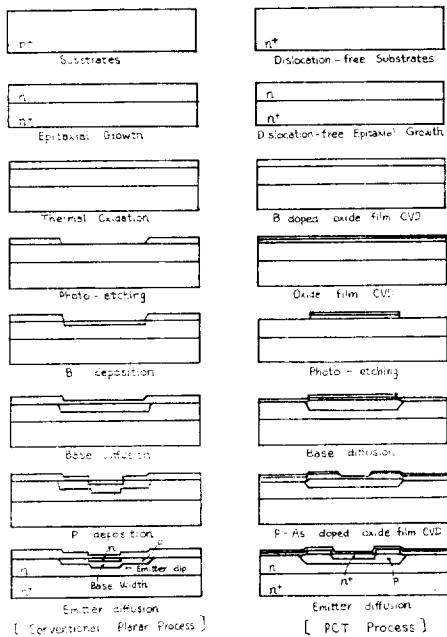 n+
Substrates
n
n+
Epitaxial Growth
Thermal Oxidation
Photo-etching
B deposition
Base diffusion
P deposition
n
P
n
Emitter dip
Base Width
n+
Emitter diffusion
[ Conventional Planar Process ]
n+
Dislocation-free Substrates
n
n+
Dislocation-free Epitaxial Growth
B doped oxide film CVD
Oxide film CVD
Photo-etching
Base diffusion
P-As doped oxide film CVD
n
n+
n+
P
Emitter diffusion
[ PCT Process ]